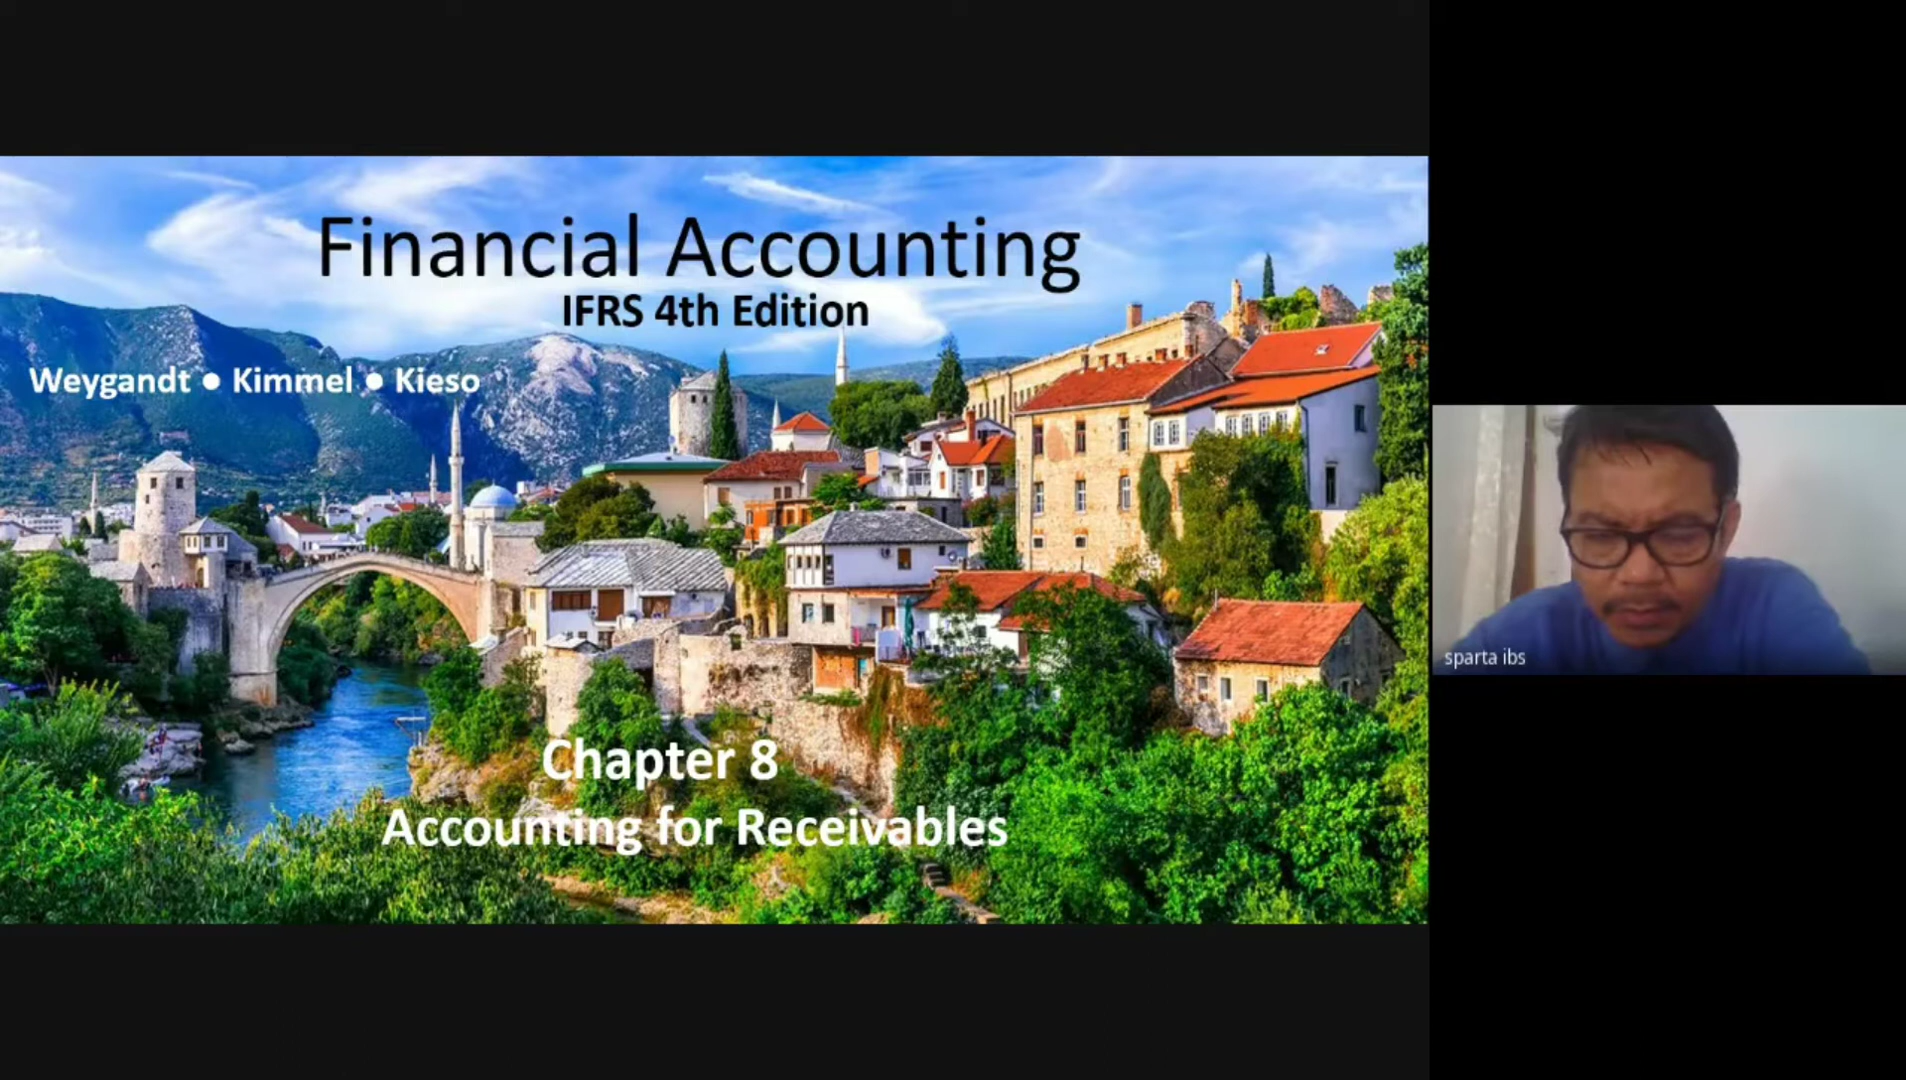 Financial Accounting
IFRS 4th Edition
Weygandt ● Kimmel ● Kieso
Chapter 8
Accounting for Receivables
sparta ibs